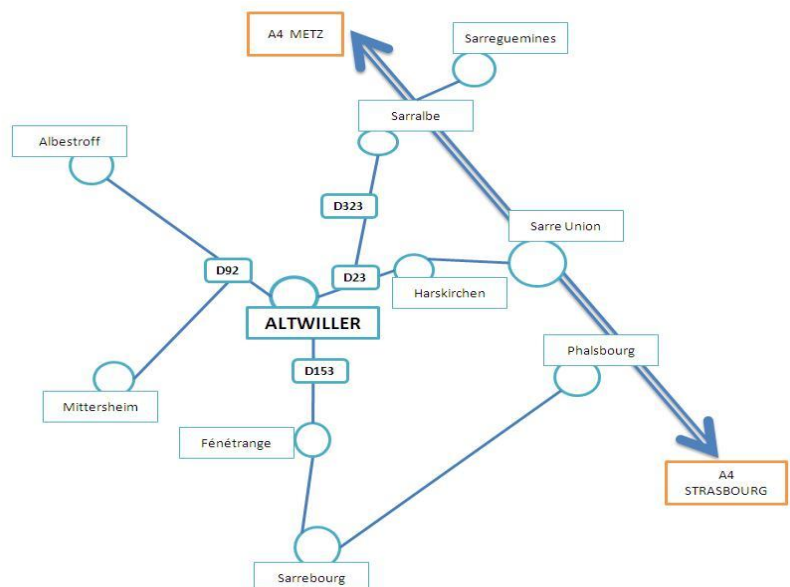 A4 METZ
Sarreguemines
Sarralbe
Albestroff
D323
Sarre Union
D92
D23
Harskirchen
ALTWILLER
Phalsbourg
D153
Mittersheim
Fénétrange
A4
STRASBOURG
Sarrebourg